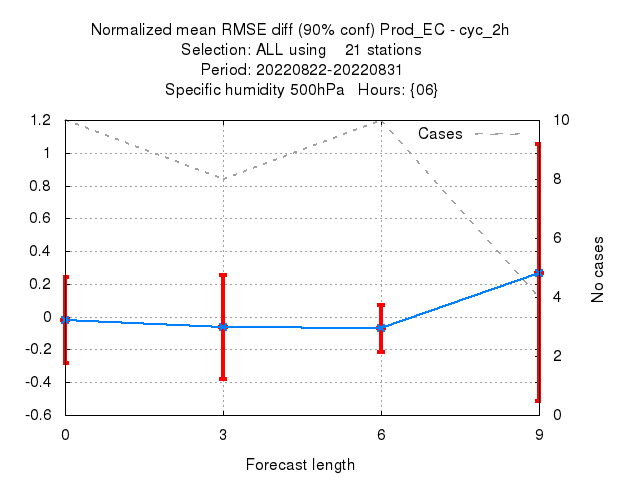 Normalized mean RMSE diff (90% conf) Prod_EC - cyc_2h
Selection: ALL using 21 stations
Period: 20220822-20220831
Specific humidity 500hPa Hours: {06}
1.2
1
0.8
0.6
0.4
0.2
0
-0.2
-0.4
-0.6
Cases
10
8
6
4
2
0
No cases
0 3 6 9
Forecast length